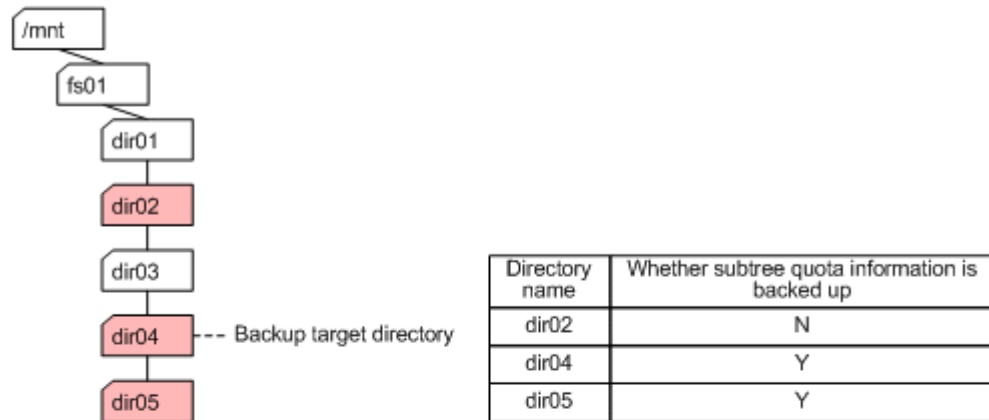 /mnt
fs01
dir01
dir02
dir03
dir04
Backup target directory
dir05
Directory name
Whether subtree quota information is
backed up
dir02 N
dir04 Y
dir05 Y